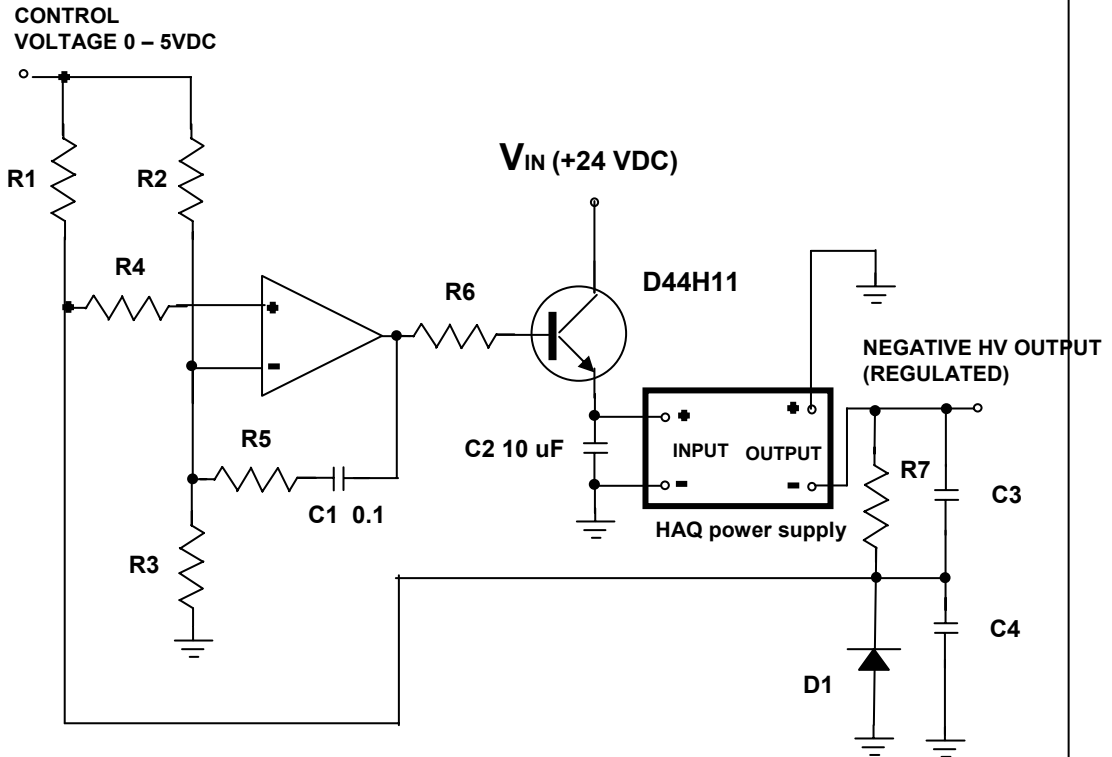 CONTROL
VOLTAGE 0 – 5VDC
R1
R2
VIN (+24 VDC)
R4
R6
D44H11
+
-
NEGATIVE HV OUTPUT
(REGULATED)
+
+
R5
C2 10 uF
INPUT
OUTPUT
R7
C1 0.1
-
-
C3
HAQ power supply
R3
C4
D1